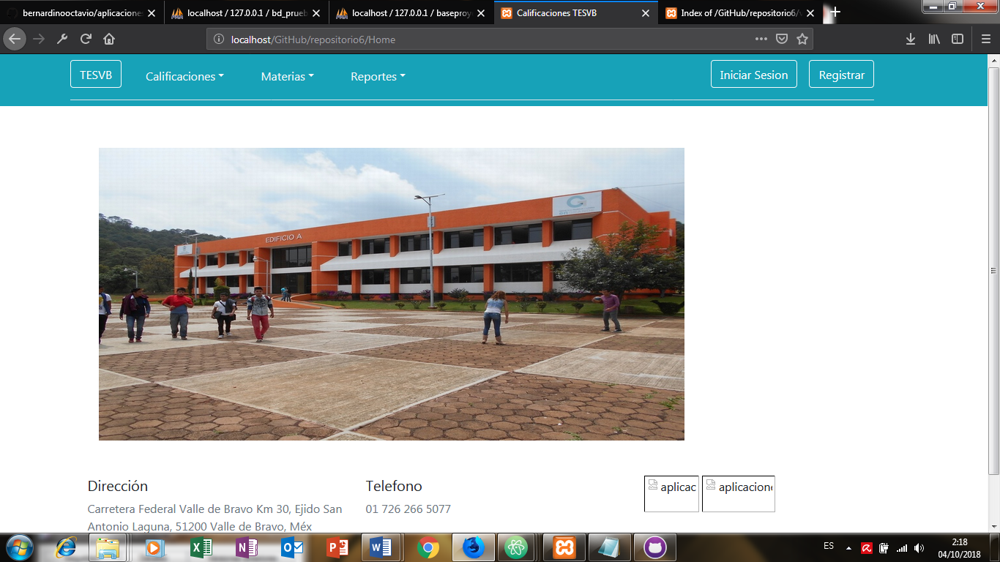 bernardinooctavio/aplicaciones
localhost / 127.0.0.1 / bd_prueb
localhost / 127.0.0.1 / baseproy
Calificaciones TESVB
Index of /GitHub/repositorio6/
localhost/GitHub/repositorio6/Home
TESVB
Calificaciones
Materias
Reportes
Iniciar Sesion
Registrar
EDIFICIO A
Dirección
Carretera Federal Valle de Bravo Km 30, Ejido San
Antonio Laguna, 51200 Valle de Bravo, Méx
Telefono
01 726 266 5077
aplicac
aplicacione
ES
2:18
04/10/2018